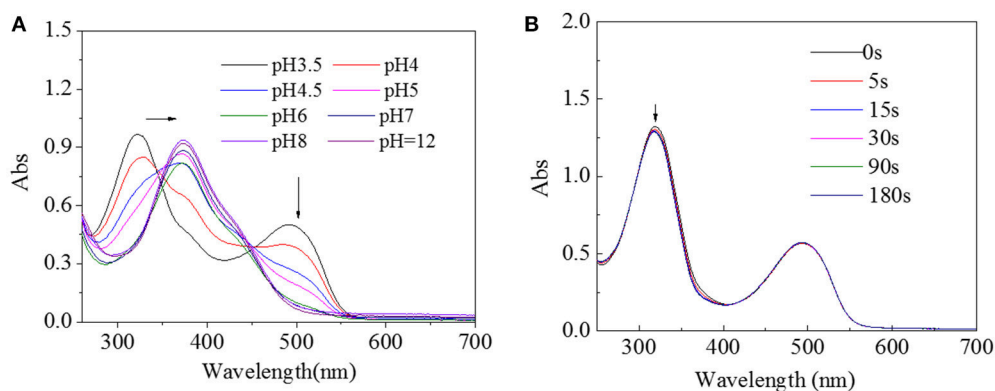 A
1.5
1.2
0.9
0.6
0.3
0.0
Abs
pH3.5 pH4
pH4.5 pH5
pH6 pH7
pH8 pH=12
300 400 500 600 700
Wavelength(nm)
B
2.0
1.5
1.0
0.5
0.0
Abs
0s
5s
15s
30s
90s
180s
300 400 500 600 700
Wavelength (nm)